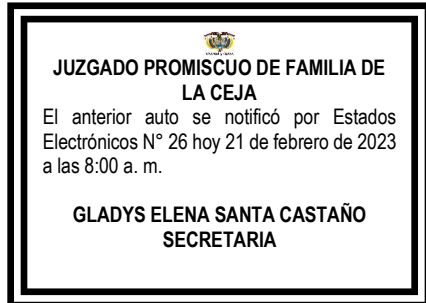 JUZGADO PROMISCUO DE FAMILIA DE
LA CEJA
El anterior auto se notificó por Estados
Electrónicos N° 26 hoy 21 de febrero de 2023
a las 8:00 a. m.
GLADYS ELENA SANTA CASTAÑO
SECRETARIA